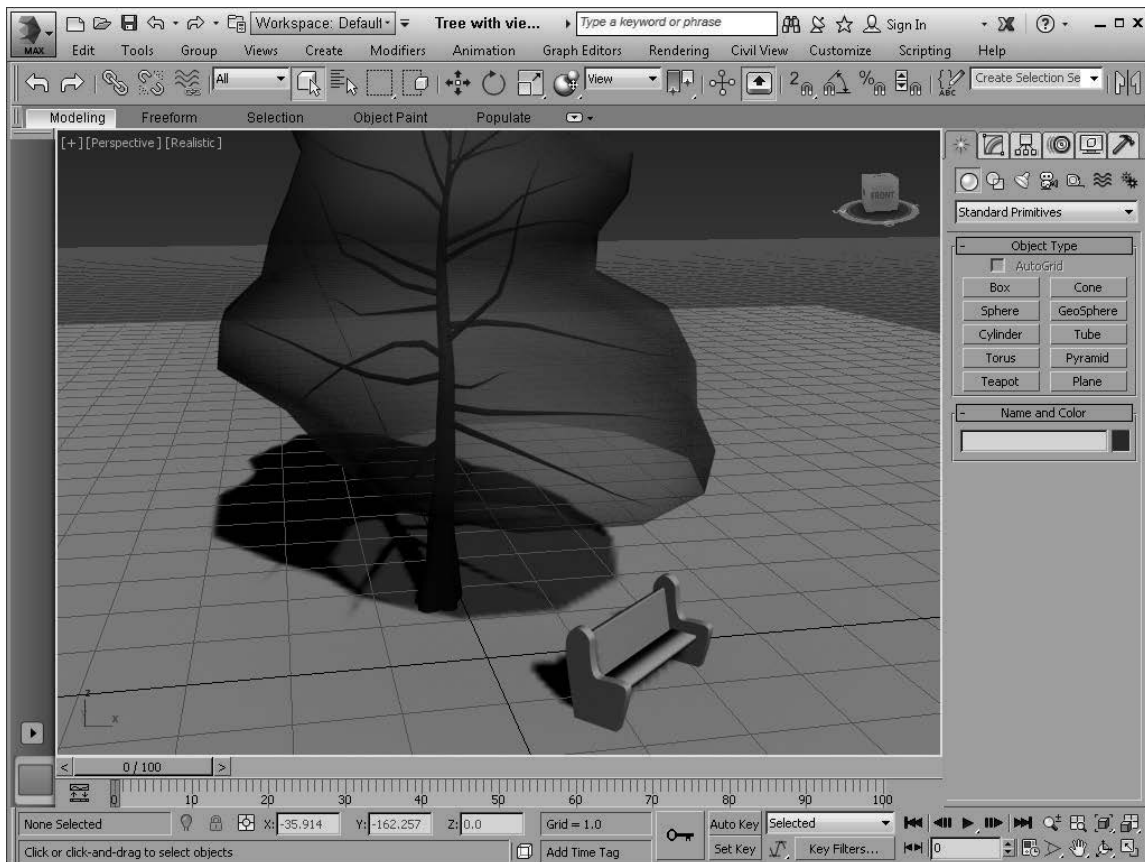 MAX
Workspace: Default
Tree with vie...
Type a keyword or phrase
Sign In
Edit Tools Group Views Create Modifiers Animation Graph Editors Rendering Civil View Customize Scripting Help
All
View
2
%
ABC
Create Selection Se
Modeling Freeform Selection Object Paint Populate
[+] [Perspective] [Realistic]
FRONT
Standard Primitives
- Object Type
AutoGrid
Box Cone
Sphere GeoSphere
Cylinder Tube
Torus Pyramid
Teapot Plane
- Name and Color
z
x
< 0 / 100 >
0 10 20 30 40 50 60 70 80 90 100
None Selected X: -35.914 Y: -162.257 Z: 0.0 Grid = 1.0 Auto Key Selected
Click or click-and-drag to select objects Add Time Tag Set Key Key Filters... 0